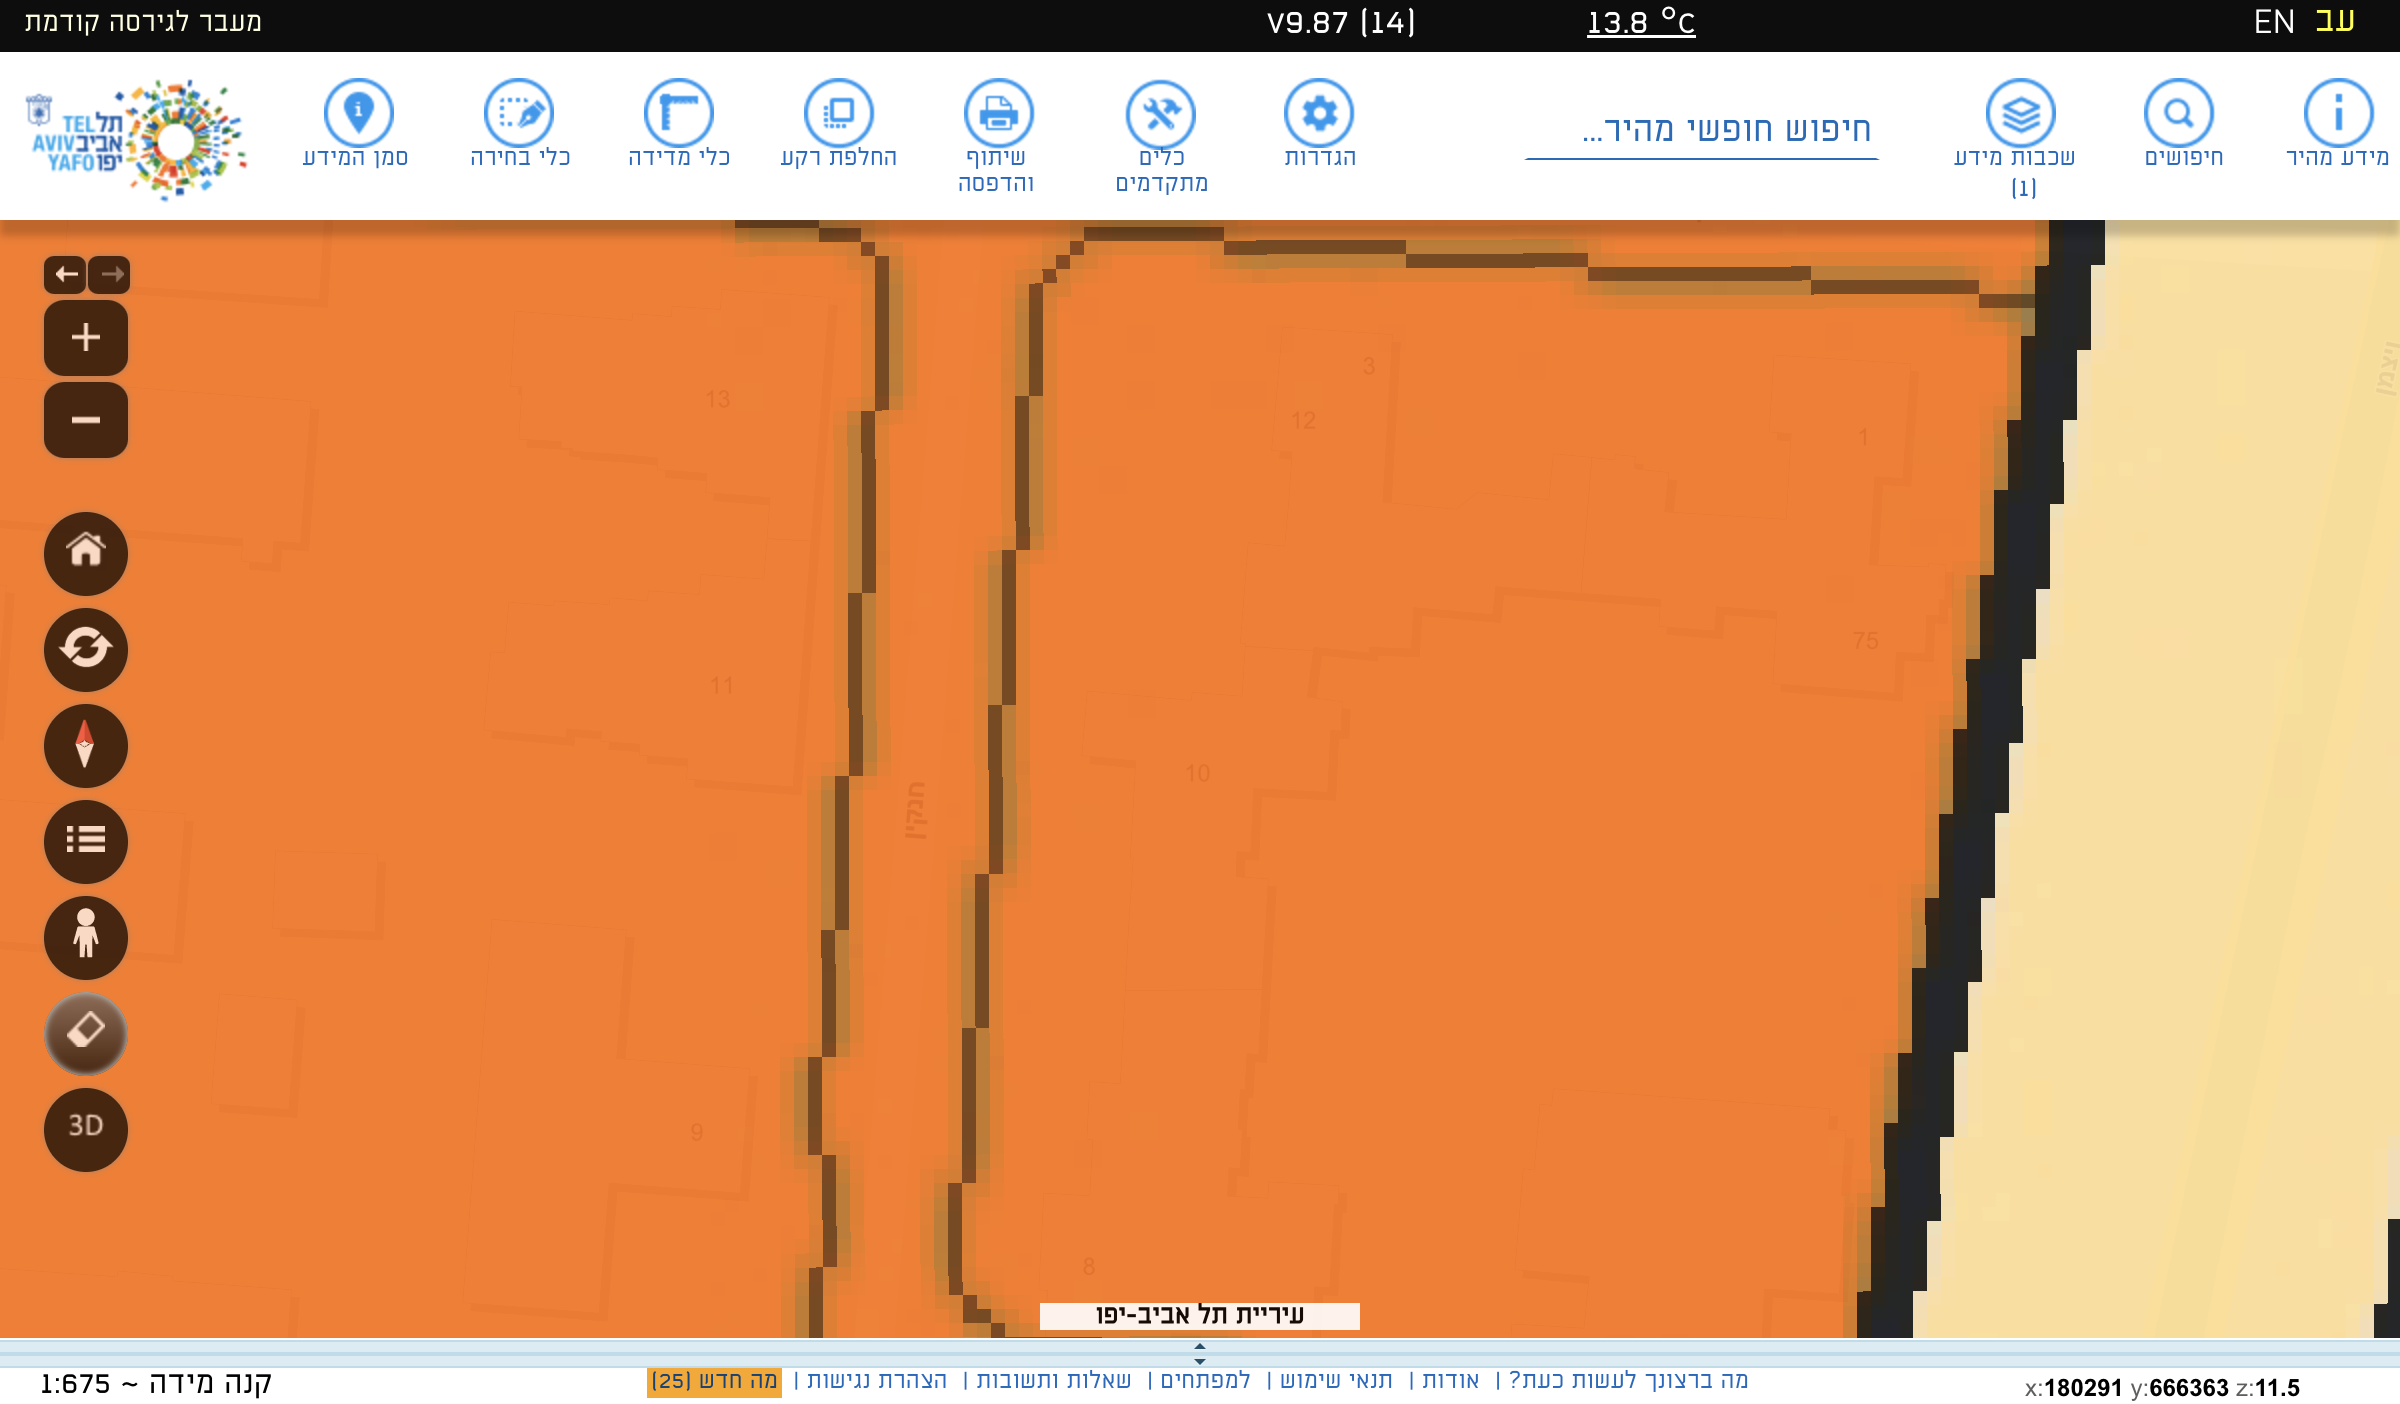 מעבר לגירסה קודמת
V9.87 (14)
13.8 °C
EN עב
תל TEL
אביב AVIV
יפו YAFO
סמן המידע
כלי בחירה
כלי מדידה
החלפת רקע
שיתוף
והדפסה
כלים
מתקדמים
הגדרות
חיפוש חופשי מהיר...
שכבות מידע
(1)
חיפושים
מידע מהיר
ויצמן
3
13
12
1
75
11
10
חנקין
3D
9
8
עיריית תל אביב-יפו
קנה מידה ~ 1:675
מה ברצונך לעשות כעת? | אודות | תנאי שימוש | למפתחים | שאלות ותשובות | הצהרת נגישות | מה חדש (25)
x:180291 y:666363 z:11.5